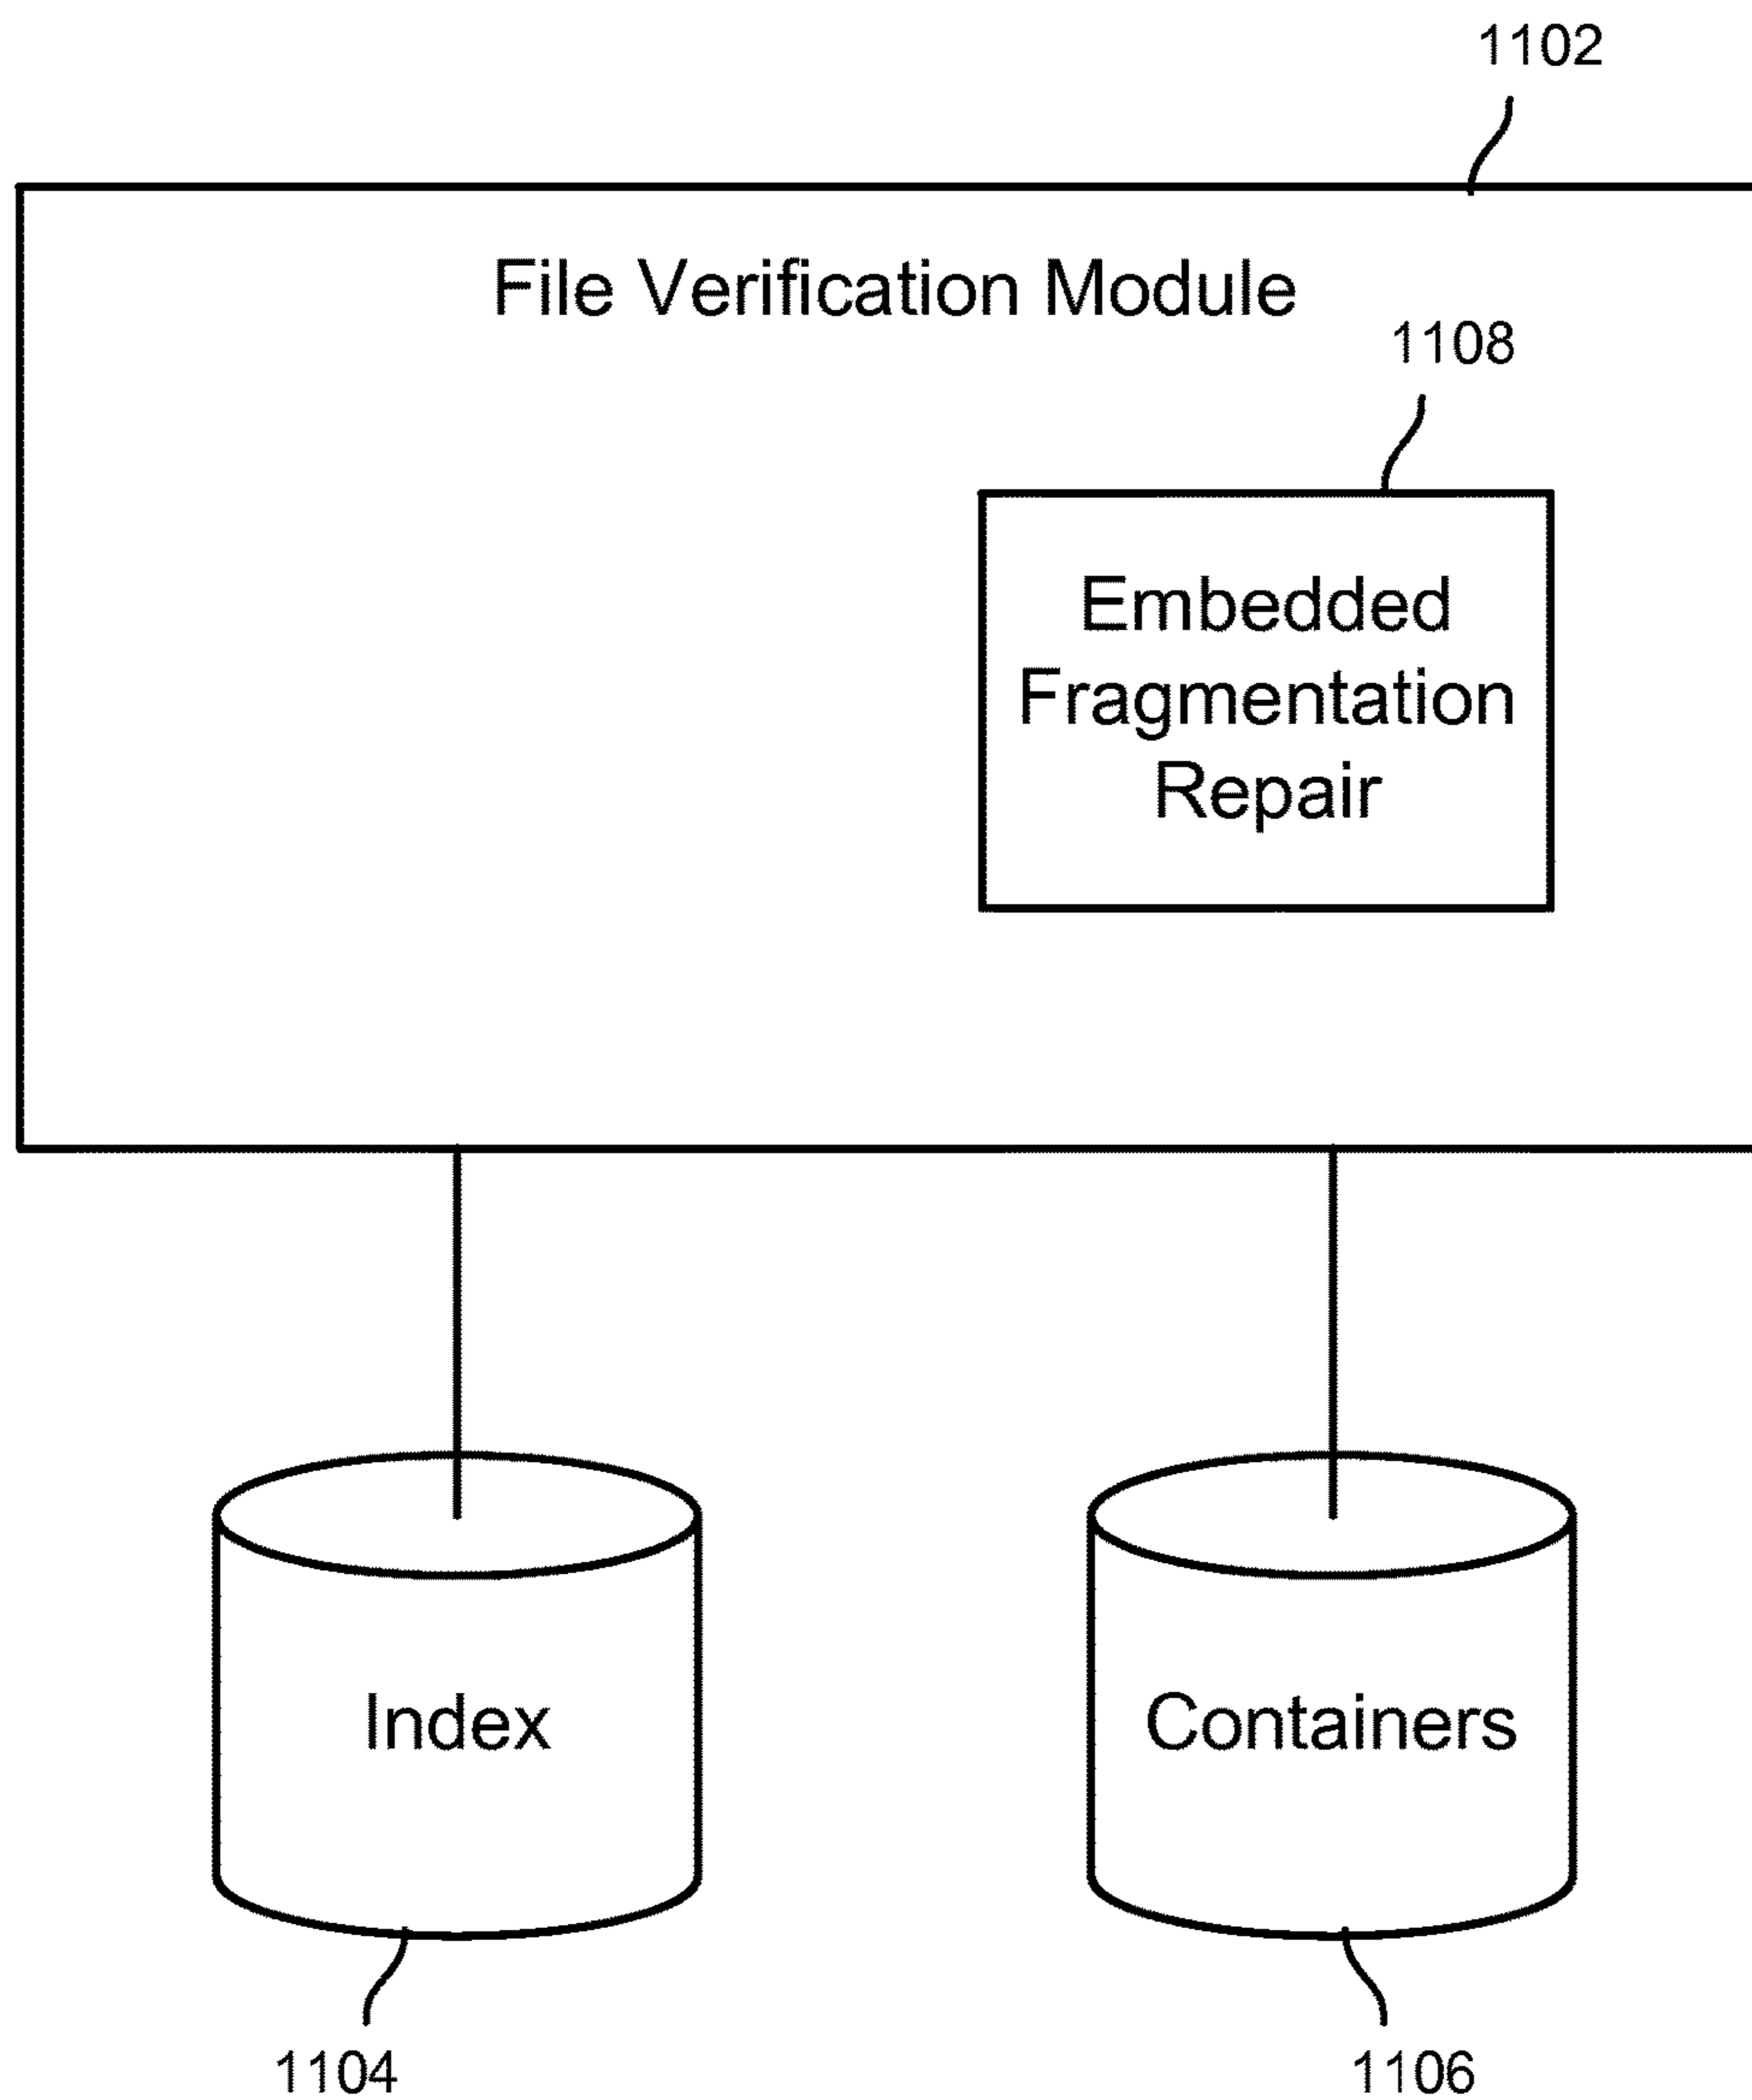 1102
File Verification Module
1108
Embedded
Fragmentation
Repair
Index
Containers
1104
1106